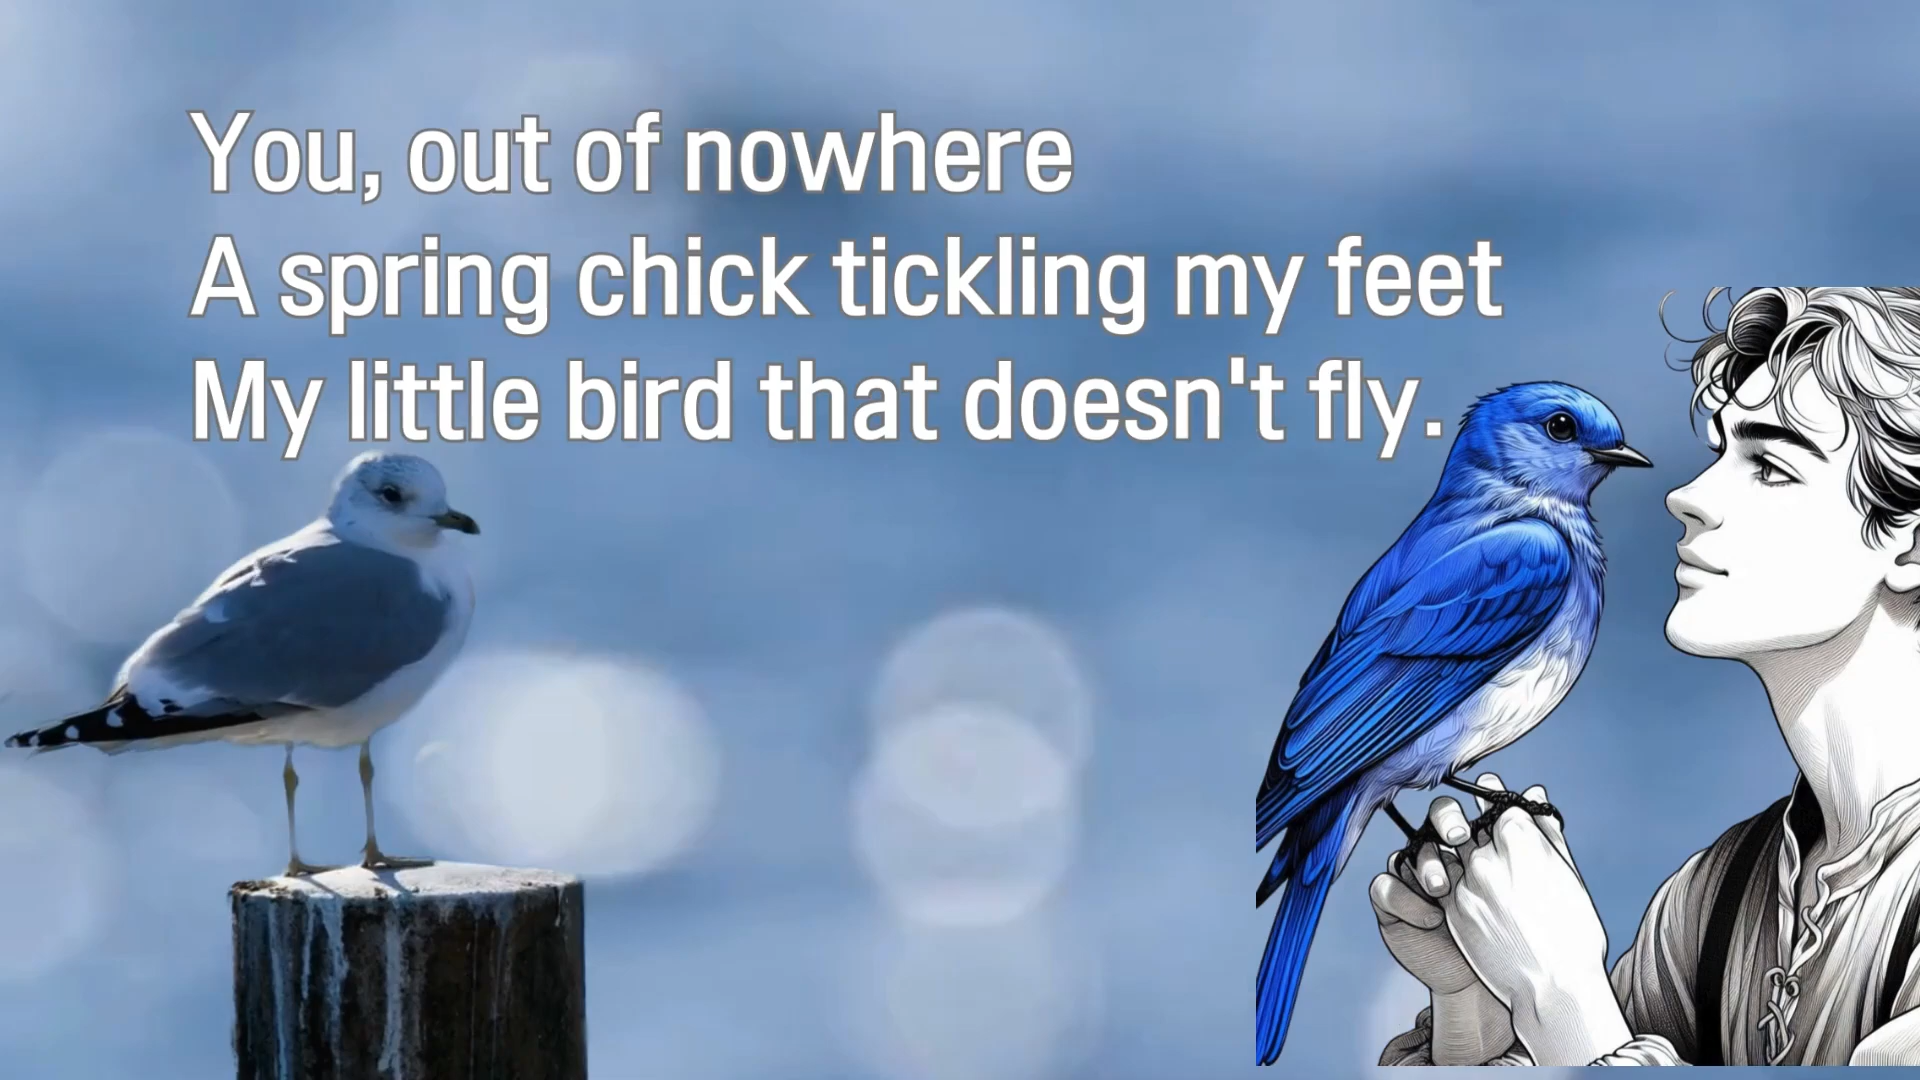 You, out of nowhere
A spring chick tickling my feet
My little bird that doesn't fly.